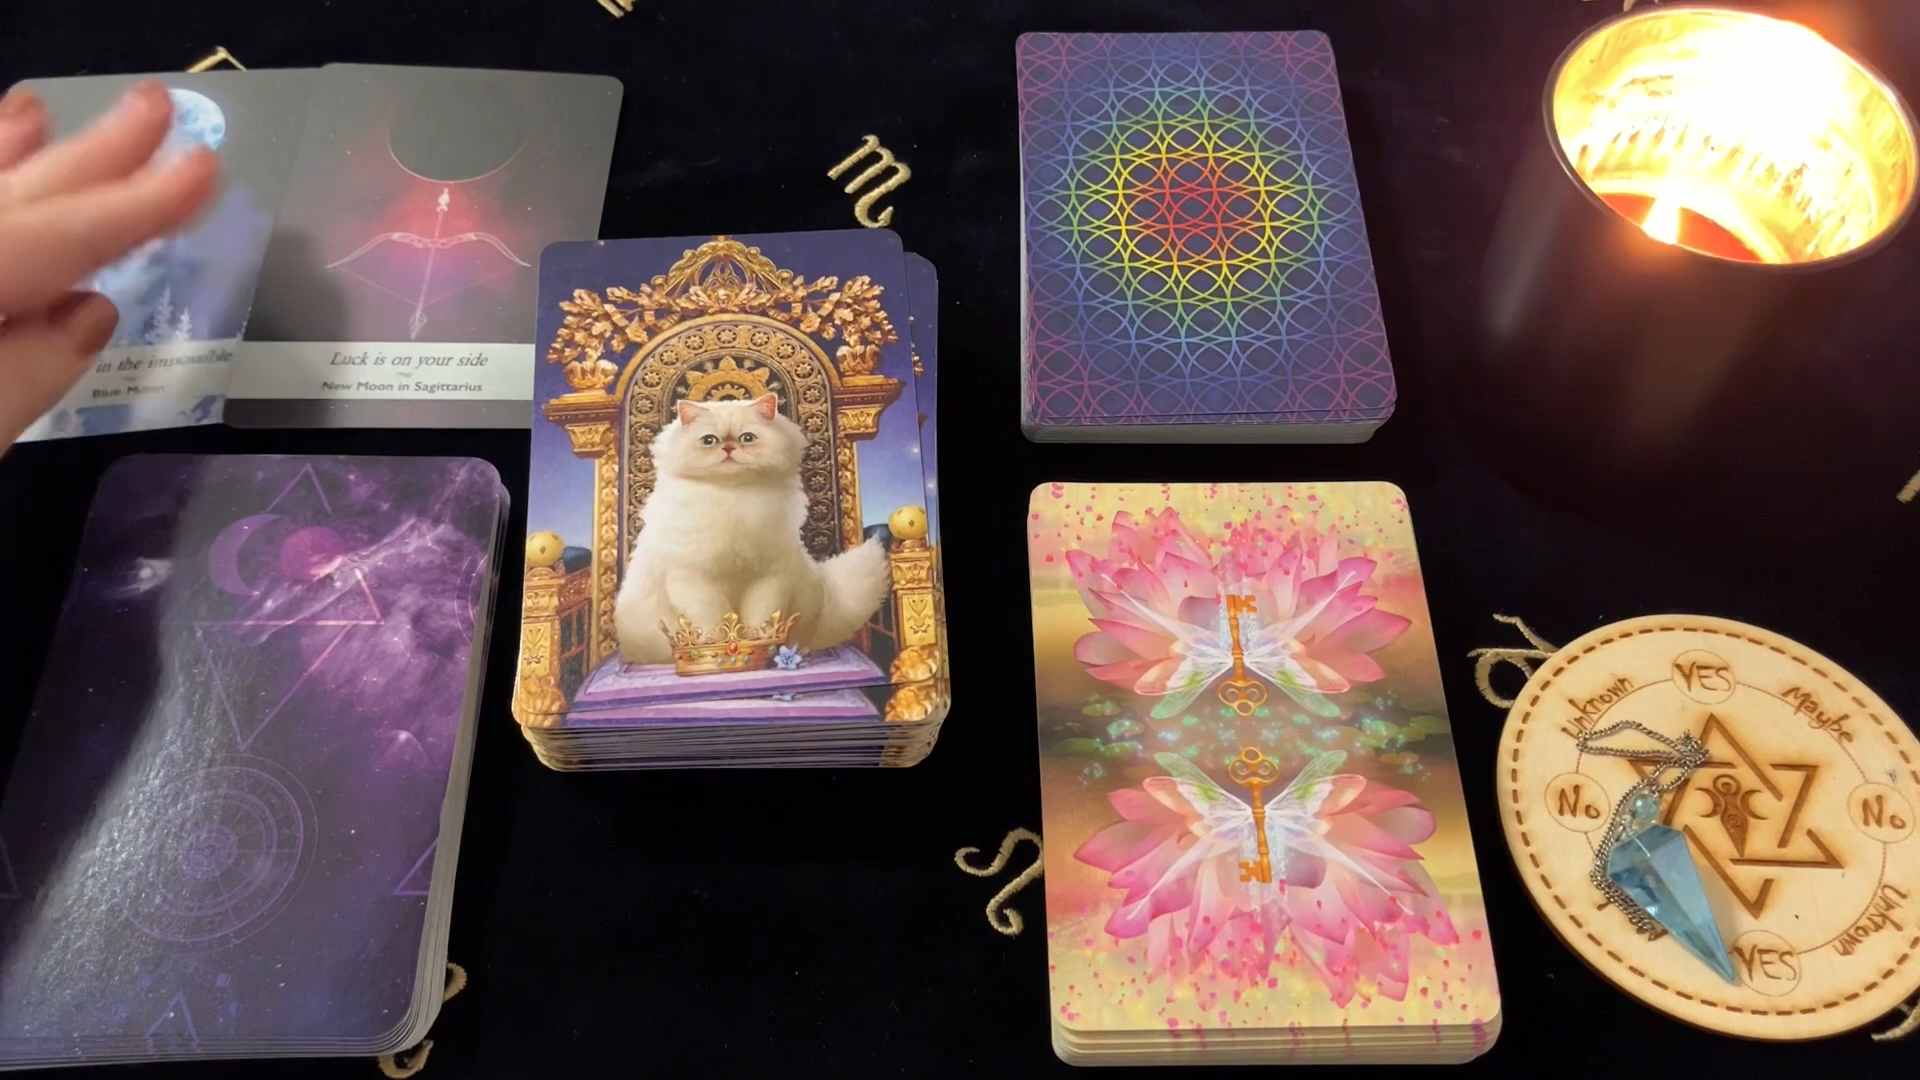 in the impossible
Blue Moon
Luck is on your side
New Moon in Sagittarius
Unknown
YES
Maybe
No
No
YES
Unknown